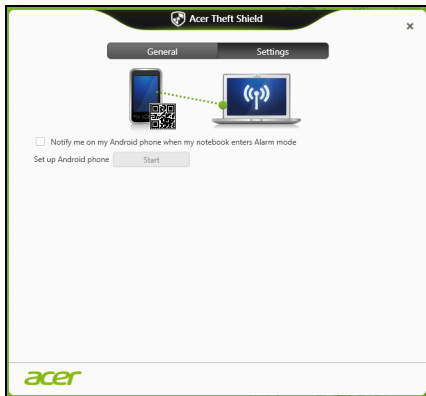 Acer Theft Shield
General Settings
Notify me on my Android phone when my notebook enters Alarm mode
Set up Android phone Start
acer